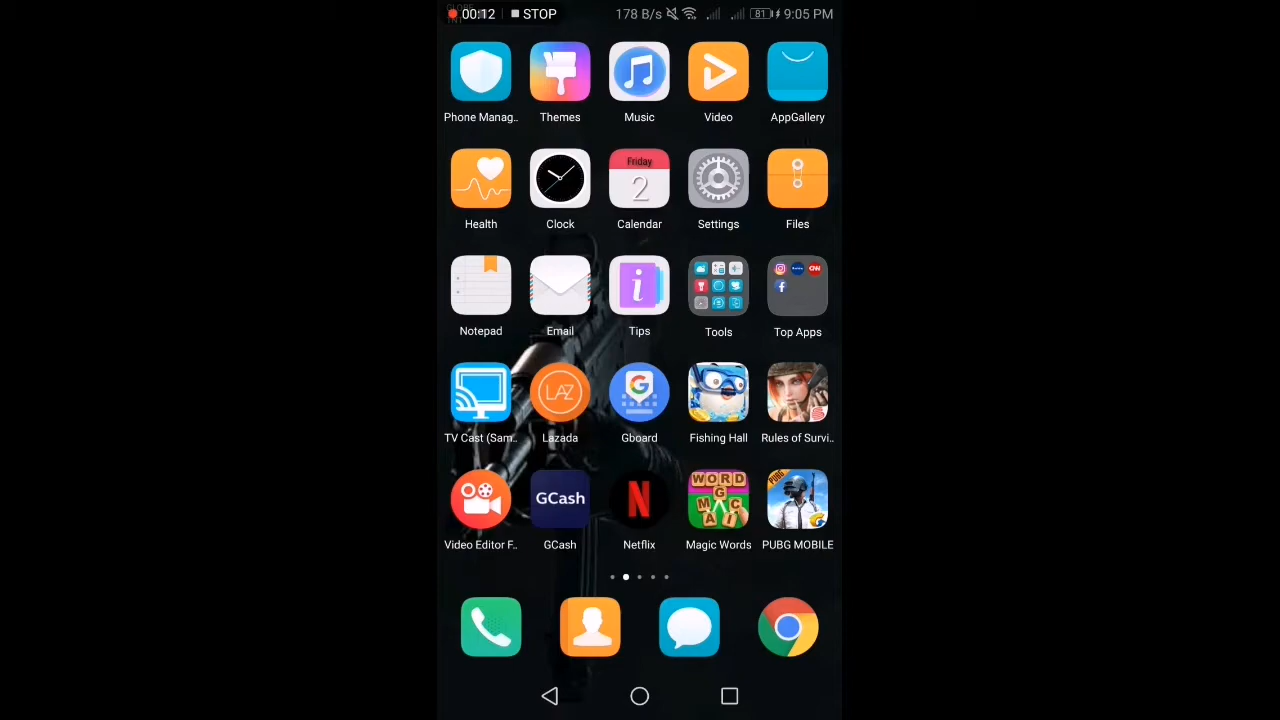 00:12 STOP 178 B/s 81 9:05 PM
Phone Manag.. Themes Music Video AppGallery
Friday
2
Health Clock Calendar Settings Files
Notepad Email Tips Tools Top Apps
LAZ
TV Cast (Sam.. Lazada Gboard Fishing Hall Rules of Survi..
GCash
WORD
MAGIC
PUBG
Video Editor F.. GCash Netflix Magic Words PUBG MOBILE